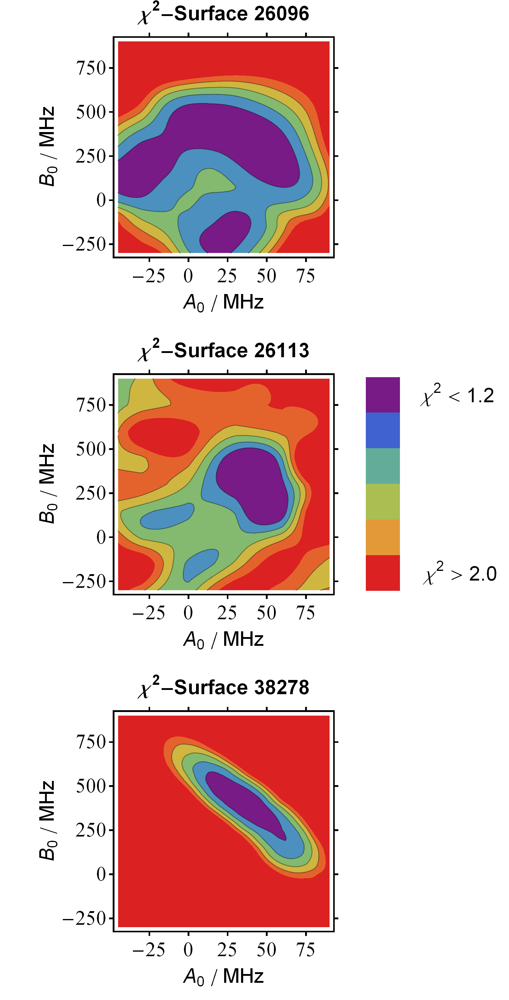 χ²–Surface 26096
750
500
250
0
−250
B₀ / MHz
−25 0 25 50 75
A₀ / MHz
χ²–Surface 26113
750
500
250
0
−250
B₀ / MHz
−25 0 25 50 75
A₀ / MHz
χ² < 1.2
χ² > 2.0
χ²–Surface 38278
750
500
250
0
−250
B₀ / MHz
−25 0 25 50 75
A₀ / MHz